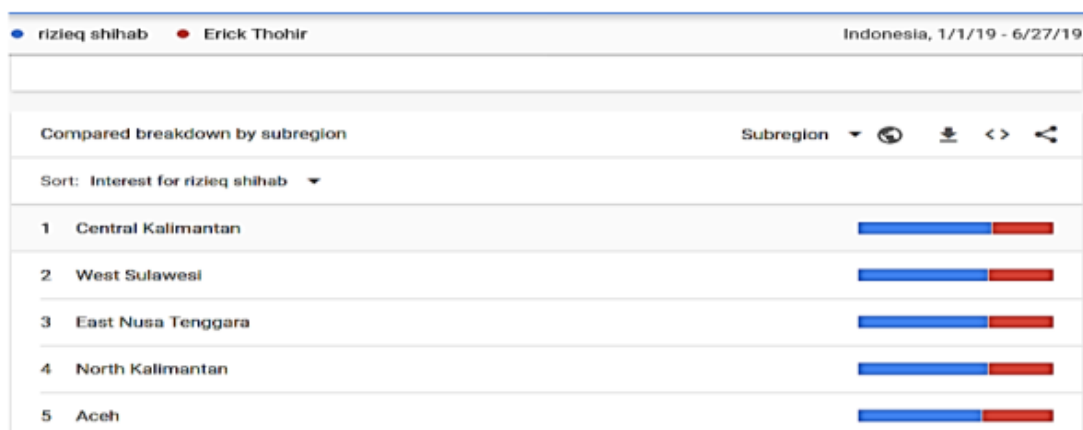 rizieq shihab Erick Thohir Indonesia, 1/1/19 - 6/27/19
Compared breakdown by subregion Subregion
Sort: Interest for rizieq shihab
1 Central Kalimantan
2 West Sulawesi
3 East Nusa Tenggara
4 North Kalimantan
5 Aceh